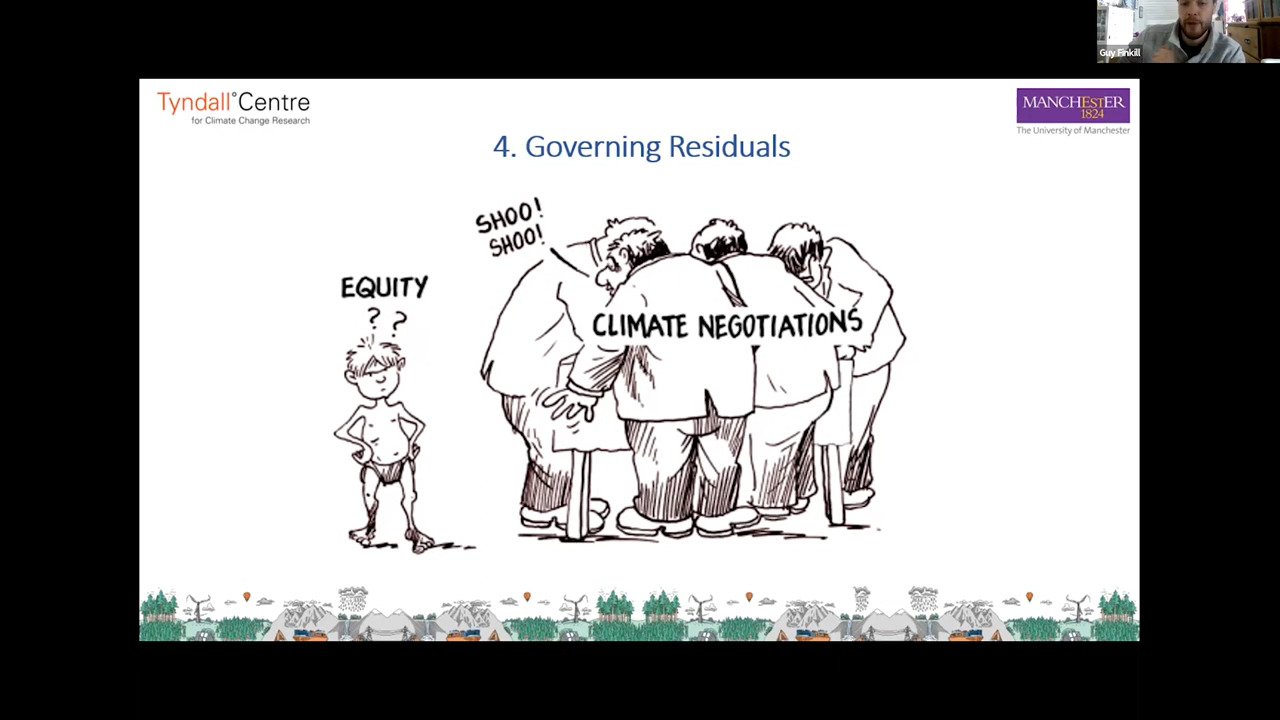 Guy Finkill
Tyndall°Centre
for Climate Change Research
MANCHESTER
1824
The University of Manchester
4. Governing Residuals
SHOO!
SHOO!
EQUITY
? ?
CLIMATE NEGOTIATIONS